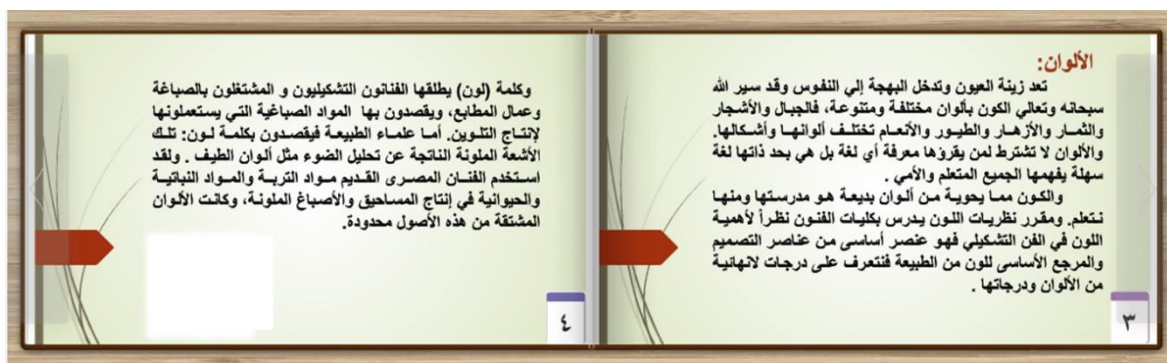 الألوان:
تعد زينة العيون وتدخل البهجة إلي النفوس وقد سير الله
سبحانه وتعالي الكون بألوان مختلفة ومتنوعة، فالجبال والأشجار
والثمار والأزهار والطيور والأنعام تختلف ألوانها وأشكالها.
والألوان لا تشترط لمن يقرؤها معرفة أي لغة بل هي بحد ذاتها لغة
سهلة يفهمها الجميع المتعلم والأمي .
والكون مما يحوية من ألوان بديعة هو مدرستها ومنها
نتعلم. ومقرر نظريات اللون يدرس بكليات الفنون نظراً لأهمية
اللون في الفن التشكيلي فهو عنصر أساسى من عناصر التصميم
والمرجع الأساسى للون من الطبيعة فنتعرف على درجات لانهانية
من الألوان ودرجاتها .
٣
وكلمة (لون) يطلقها الفنانون التشكيليون و المشتغلون بالصباغة
وعمال المطابع، ويقصدون بها المواد الصباغية التي يستعملونها
لإنتاج التلوين. أما علماء الطبيعة فيقصدون بكلمة لون: تلك
الأشعة الملونة الناتجة عن تحليل الضوء مثل ألوان الطيف . ولقد
استخدم الفنان المصرى القديم مواد التربة والمواد النباتية
والحيوانية في إنتاج المساحيق والأصباغ الملونة، وكانت الألوان
المشتقة من هذه الأصول محدودة.
٤